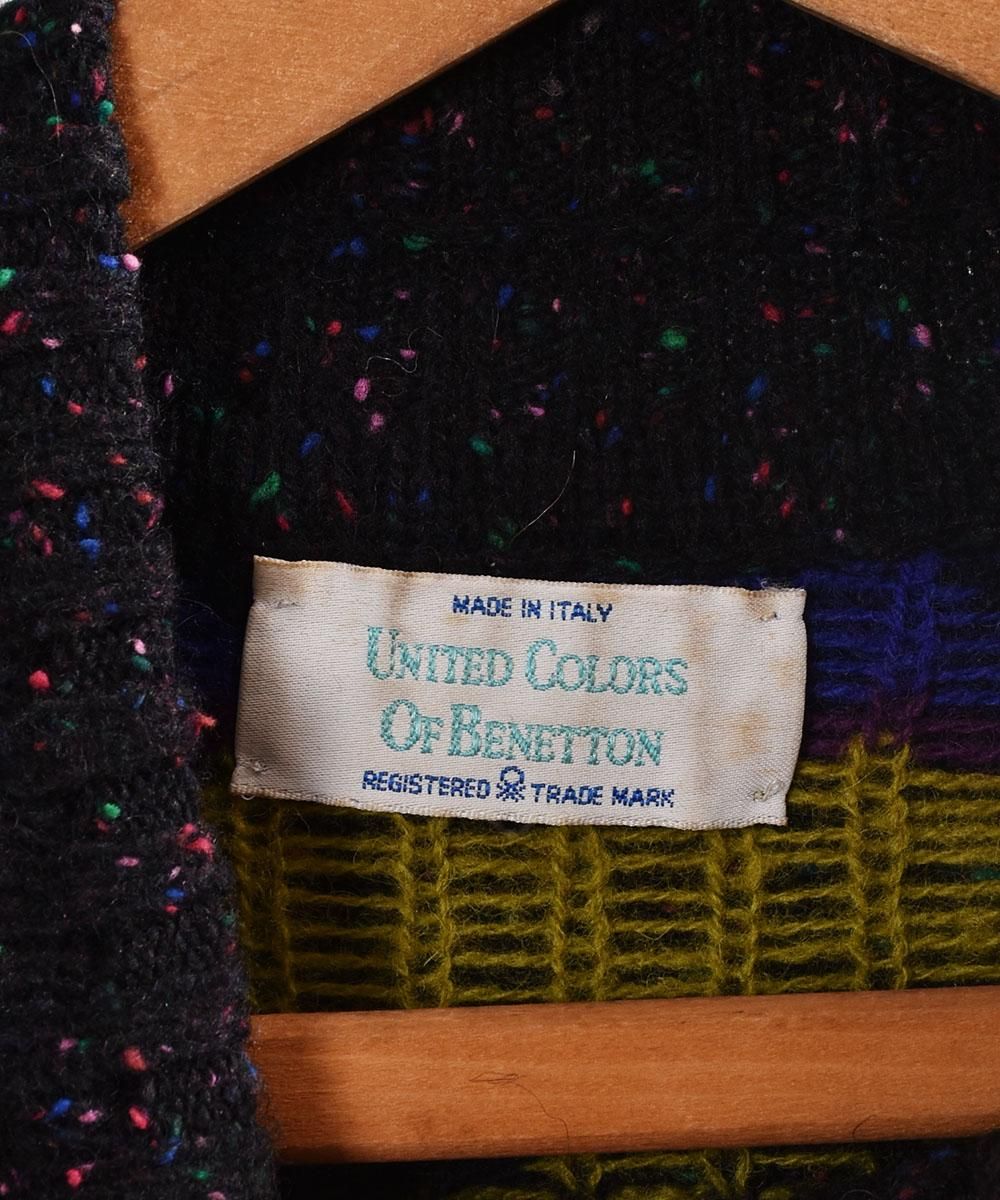 MADE IN ITALY
UNITED COLORS
OF BENETTON
REGISTERED TRADE MARK